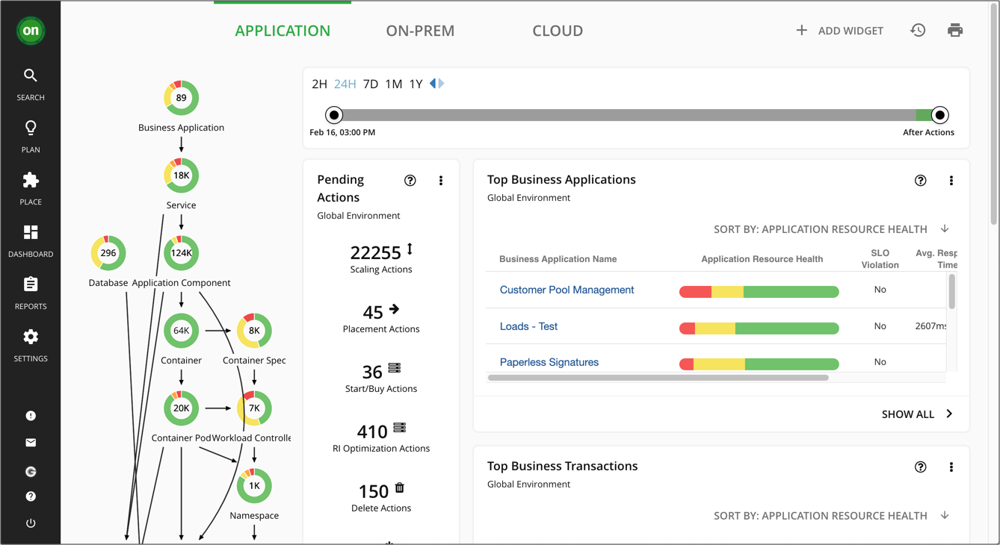 on
SEARCH
PLAN
PLACE
DASHBOARD
REPORTS
SETTINGS
APPLICATION
ON-PREM
CLOUD
+ ADD WIDGET
89
Business Application
18K
Service
296
124K
Database
Application Component
64K
8K
Container
Container Spec
20K
7K
Container Pod
Workload Controlle
1K
Namespace
2H 24H 7D 1M 1Y
Feb 16, 03:00 PM
After Actions
Pending
Actions
Global Environment
22255
Scaling Actions
45
Placement Actions
36
Start/Buy Actions
410
RI Optimization Actions
150
Delete Actions
Top Business Applications
Global Environment
SORT BY: APPLICATION RESOURCE HEALTH
Business Application Name
Application Resource Health
SLO
Violation
Avg. Resp
Time
Customer Pool Management
No
Loads - Test
No
2607ms
Paperless Signatures
No
SHOW ALL
Top Business Transactions
Global Environment
SORT BY: APPLICATION RESOURCE HEALTH